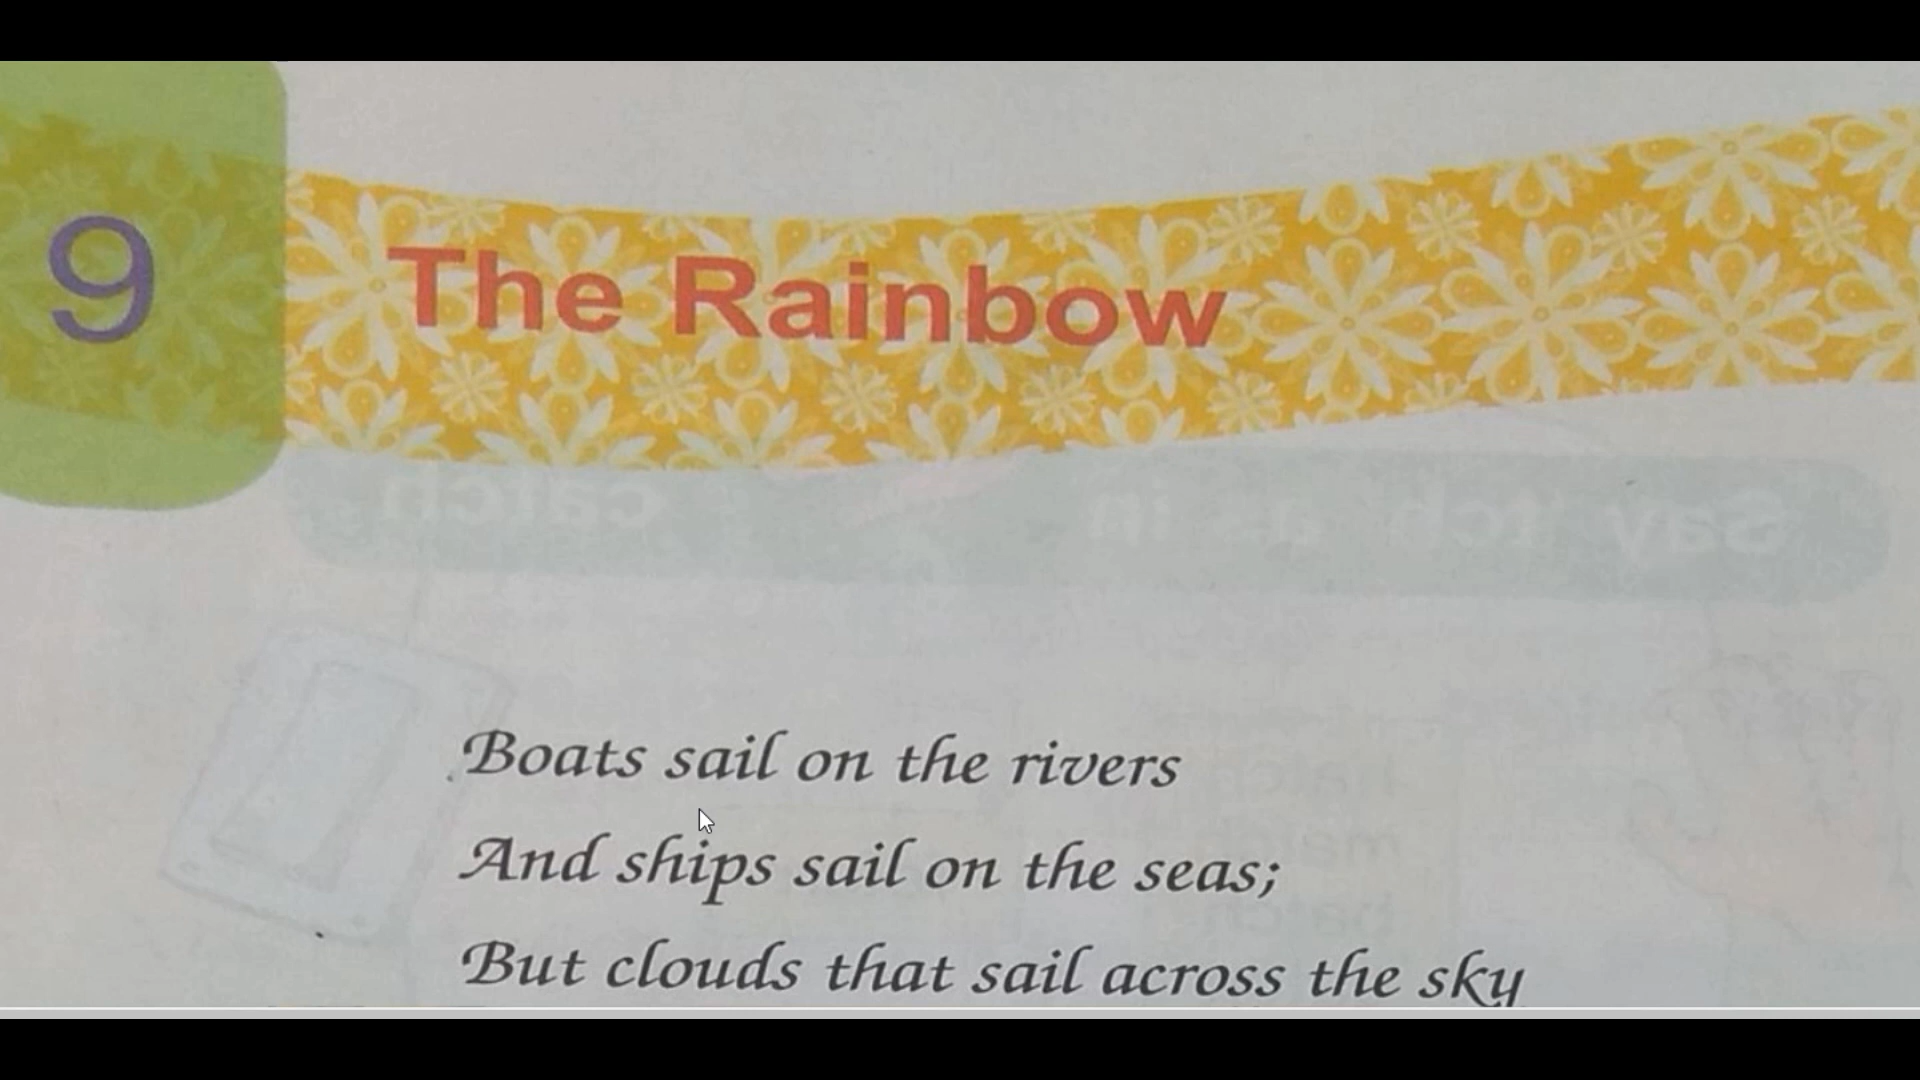 9
The Rainbow
Boats sail on the rivers
And ships sail on the seas;
But clouds that sail across the sky